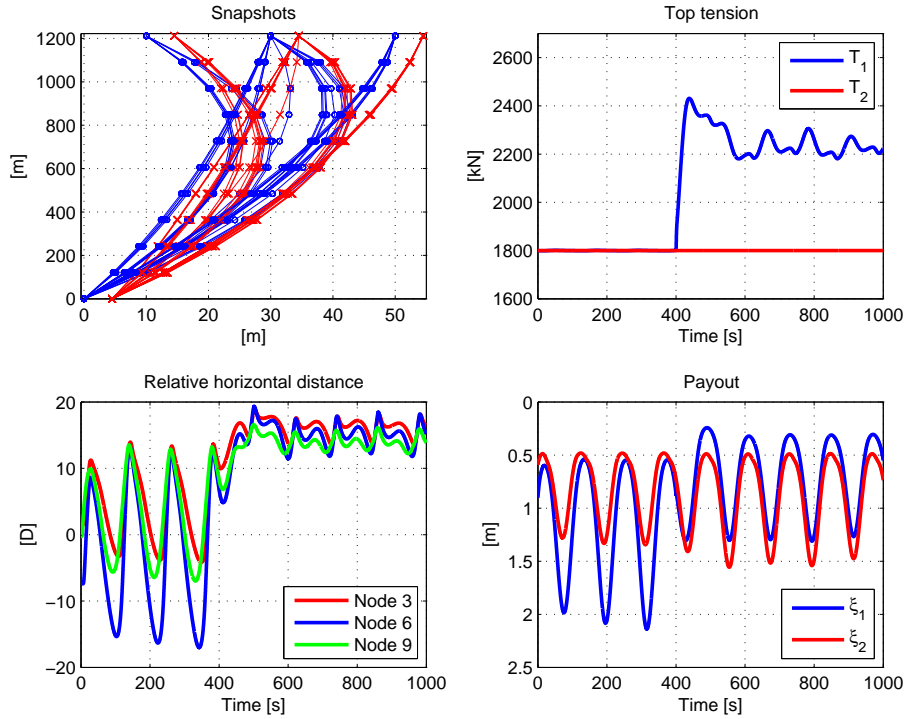 Snapshots
1200
1000
800
600
400
200
0
[m]
0
10
20
30
40
50
[m]
Top tension
2600
2400
2200
2000
1800
1600
[kN]
0
200
400
600
800
1000
Time [s]
T₁
T₂
Relative horizontal distance
20
10
0
−10
−20
[D]
0
200
400
600
800
1000
Time [s]
Node 3
Node 6
Node 9
Payout
0
0.5
1
1.5
2
2.5
[m]
0
200
400
600
800
1000
Time [s]
ξ₁
ξ₂